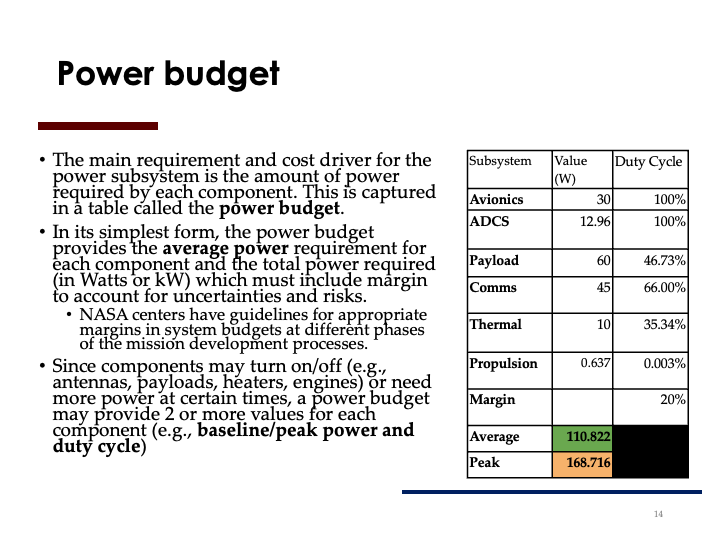 Power budget
• The main requirement and cost driver for the
power subsystem is the amount of power
required by each component. This is captured
in a table called the power budget.
• In its simplest form, the power budget
provides the average power requirement for
each component and the total power required
(in Watts or kW) which must include margin
to account for uncertainties and risks.
• NASA centers have guidelines for appropriate
margins in system budgets at different phases
of the mission development processes.
• Since components may turn on/off (e.g.,
antennas, payloads, heaters, engines) or need
more power at certain times, a power budget
may provide 2 or more values for each
component (e.g., baseline/peak power and
duty cycle)
Subsystem Value (W) Duty Cycle
Avionics 30 100%
ADCS 12.96 100%
Payload 60 46.73%
Comms 45 66.00%
Thermal 10 35.34%
Propulsion 0.637 0.003%
Margin 20%
Average 110.822
Peak 168.716
14